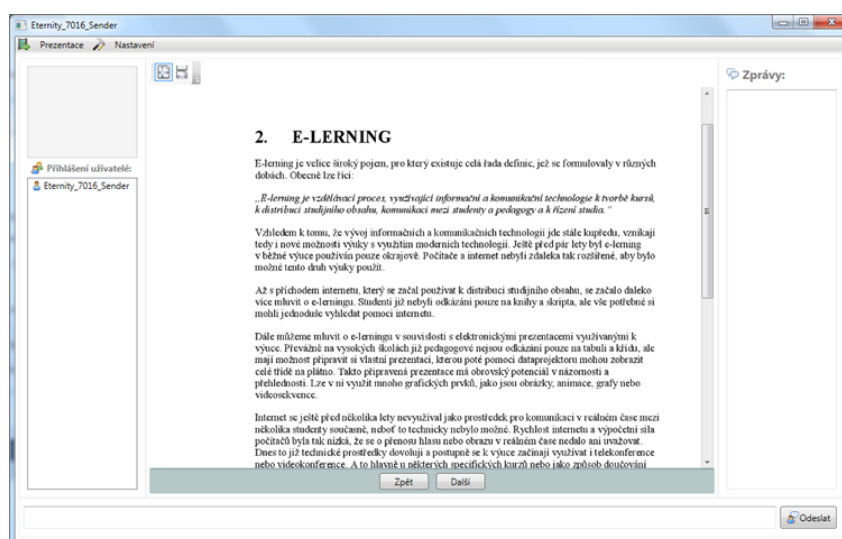 Eternity_7016_Sender
Prezentace Nastavení
Zprávy:
Přihlášení uživatelé:
Eternity_7016_Sender
2. E-LERNING
E-lerning je velice široký pojem, pro který existuje celá řada definic, jež se formulovaly v různých
dobách. Obecně lze říci:
„E-lerning je vzdělávací proces, využívající informační a komunikační technologie k tvorbě kursů,
k distribuci studijního obsahu, komunikaci mezi studenty a pedagogy a k řízení studia. “
Vzhledem k tomu, že vývoj informačních a komunikačních technologií jde stále kupředu, vznikají
tedy i nové možnosti výuky s využitím moderních technologií. Ještě před pár lety byl e-lerning
v běžné výuce používán pouze okrajově. Počítače a internet nebyli zdaleka tak rozšířené, aby bylo
možné tento druh výuky použít.
Až s příchodem internetu, který se začal používat k distribuci studijního obsahu, se začalo daleko
více mluvit o e-lerningu. Studenti již nebyli odkázáni pouze na knihy a skripta, ale vše potřebné si
mohli jednoduše vyhledat pomocí internetu.
Dále můžeme mluvit o e-lerningu v souvislosti s elektronickými prezentacemi využívanými k
výuce. Převážně na vysokých školách již pedagogové nejsou odkázáni pouze na tabuli a křídu, ale
mají možnost připravit si vlastní prezentaci, kterou poté pomocí dataprojektoru mohou zobrazit
celé třídě na plátno. Takto připravená prezentace má obrovský potenciál v názornosti a
přehlednosti. Lze v ní využít mnoho grafických prvků, jako jsou obrázky, animace, grafy nebo
videosekvence.
Internet se ještě před několika lety nevyužíval jako prostředek pro komunikaci v reálném čase mezi
několika studenty současně, neboť to technicky nebylo možné. Rychlost internetu a výpočetní síla
počítačů byla tak nízká, že se o přenosu hlasu nebo obrazu v reálném čase nedalo ani uvažovat.
Dnes to již technické prostředky dovolují a postupně se k výuce začínají využívat i telekonference
nebo videokonference. A to hlavně u některých specifických kurzů nebo jako způsob doučování
Zpět Další
Odeslat